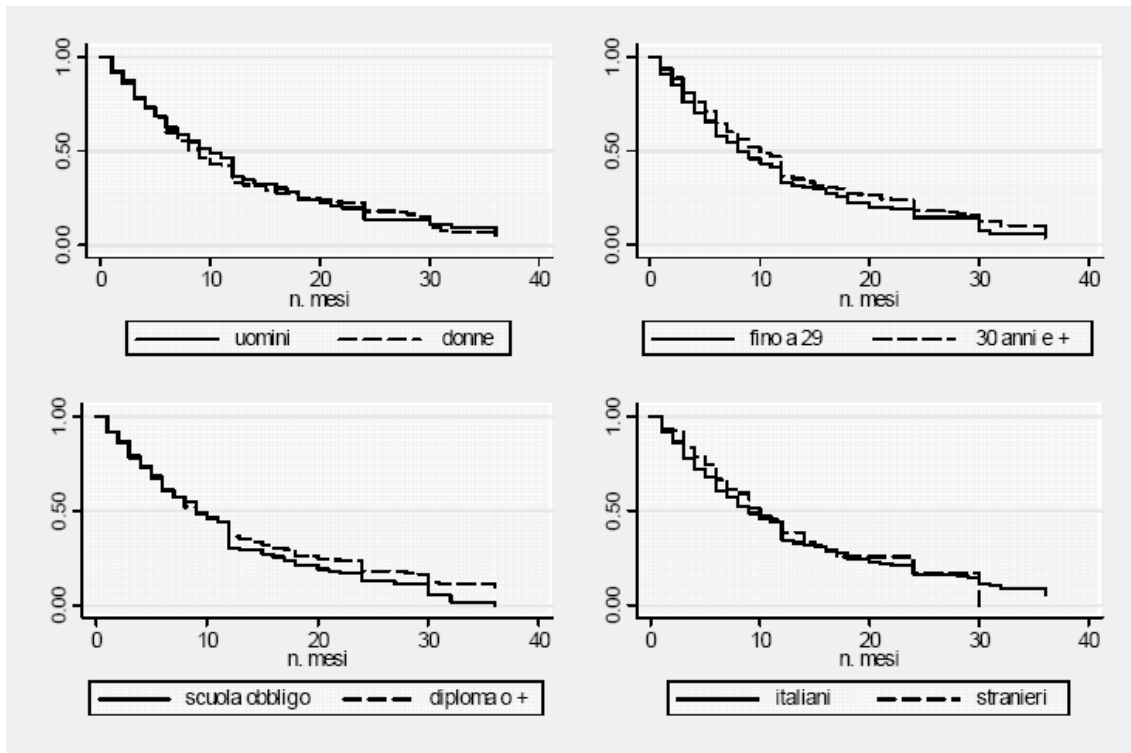 1.00
0.50
0.00
0 10 20 30 40
n. mesi
uomini donne
1.00
0.50
0.00
0 10 20 30 40
n. mesi
fino a 29 30 anni e +
1.00
0.50
0.00
0 10 20 30 40
n. mesi
scuola obbligo diploma o +
1.00
0.50
0.00
0 10 20 30 40
n. mesi
italiani stranieri